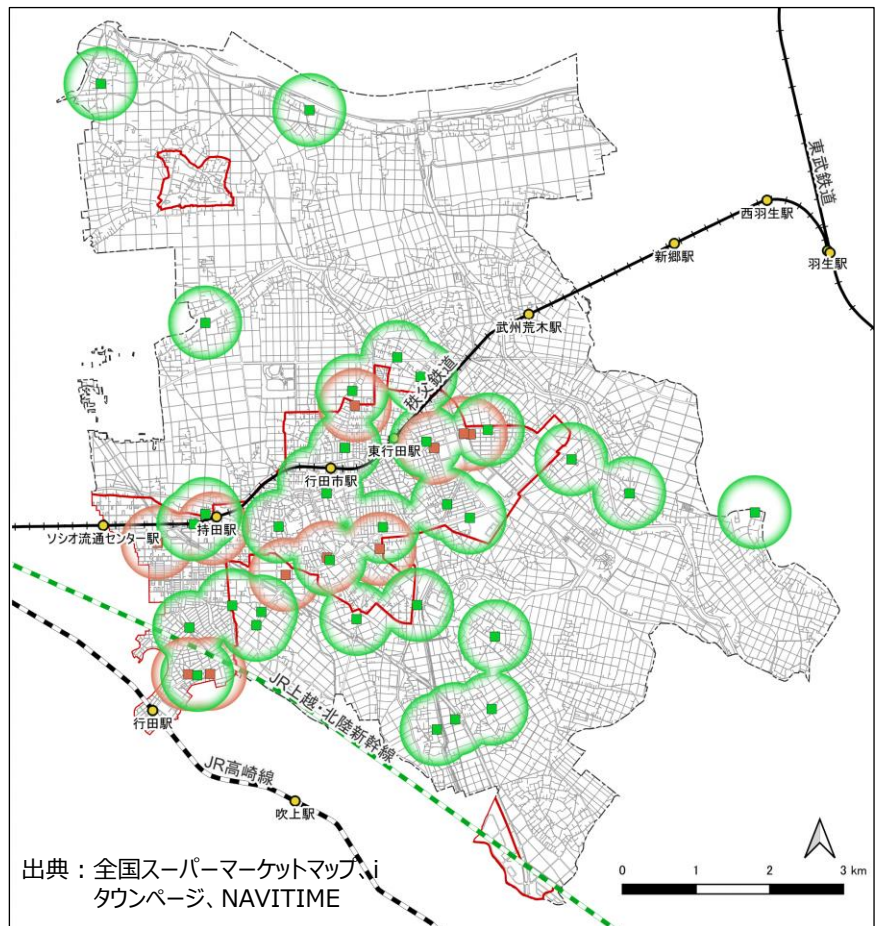 東武鉄道
西羽生駅
新郷駅
羽生駅
武州荒木駅
秩父鉄道
東行田駅
行田市駅
持田駅
ソシオ流通センター駅
JR上越・北陸新幹線
行田駅
JR高崎線
吹上駅
出典：全国スーパーマーケットマップ、i
タウンページ、NAVITIME
0 1 2 3 km